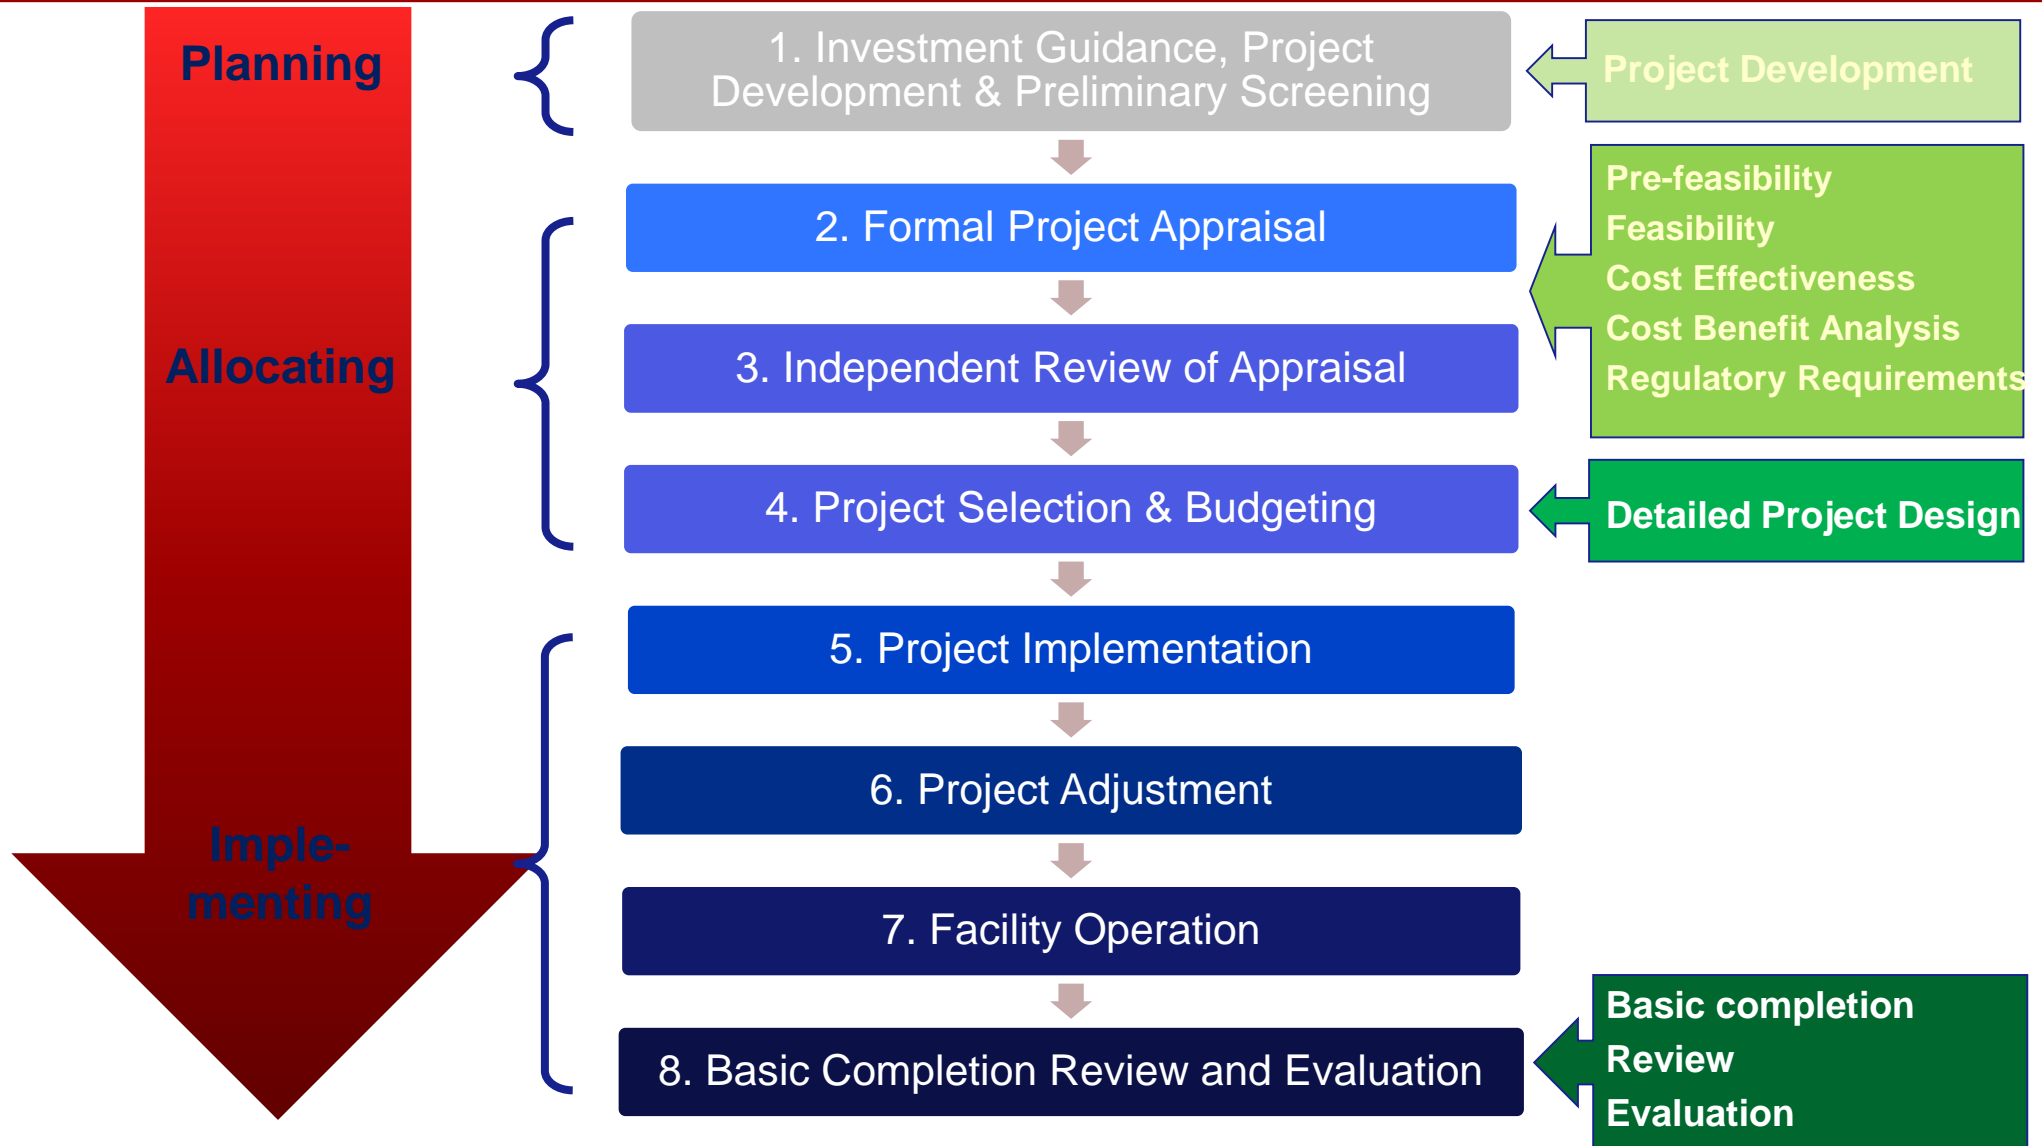 Planning
1. Investment Guidance, Project
Development & Preliminary Screening
Project Development
2. Formal Project Appraisal
Pre-feasibility
Feasibility
Cost Effectiveness
Cost Benefit Analysis
Regulatory Requirements
Allocating
3. Independent Review of Appraisal
4. Project Selection & Budgeting
Detailed Project Design
5. Project Implementation
6. Project Adjustment
Imple-
menting
7. Facility Operation
8. Basic Completion Review and Evaluation
Basic completion
Review
Evaluation